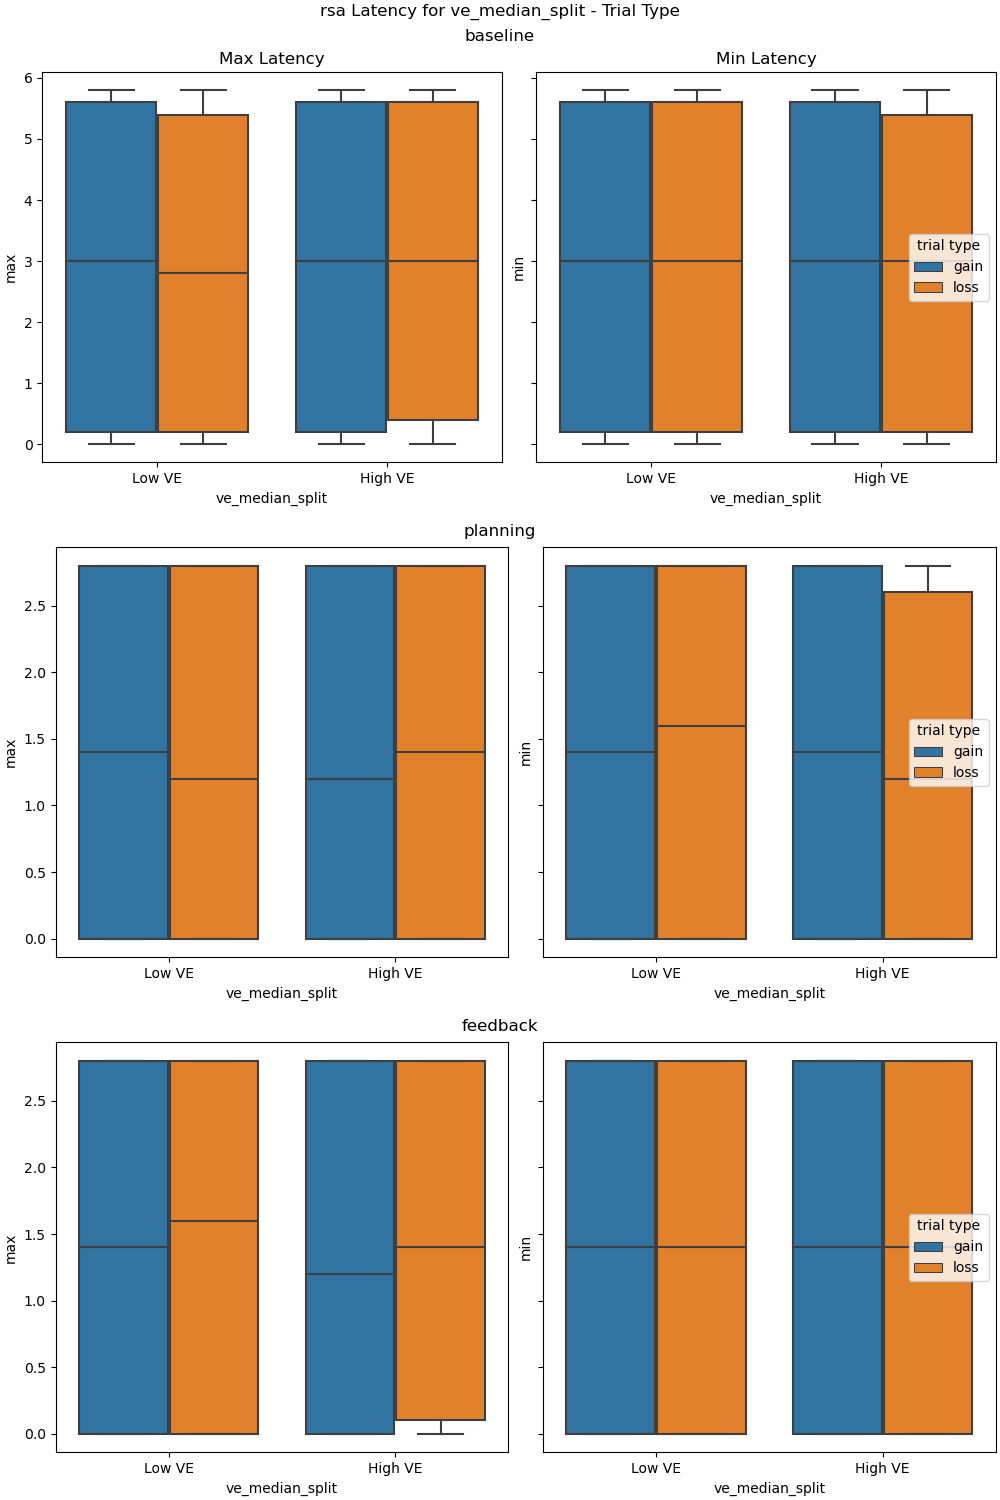 rsa Latency for ve_median_split - Trial Type
baseline
Max Latency
Min Latency
6
5
4
3
2
1
0
max
min
trial type
gain
loss
Low VE
High VE
ve_median_split
Low VE
High VE
ve_median_split
planning
2.5
2.0
1.5
1.0
0.5
0.0
max
min
trial type
gain
loss
Low VE
High VE
ve_median_split
Low VE
High VE
ve_median_split
feedback
2.5
2.0
1.5
1.0
0.5
0.0
max
min
trial type
gain
loss
Low VE
High VE
ve_median_split
Low VE
High VE
ve_median_split